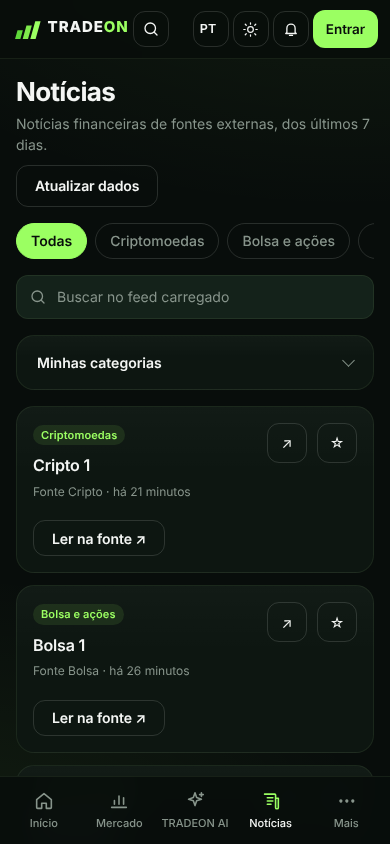 TRADEON
PT
Entrar
Notícias
Notícias financeiras de fontes externas, dos últimos 7
dias.
Atualizar dados
Todas
Criptomoedas
Bolsa e ações
Buscar no feed carregado
Minhas categorias
Criptomoedas
Cripto 1
Fonte Cripto · há 21 minutos
Ler na fonte ↗
Bolsa e ações
Bolsa 1
Fonte Bolsa · há 26 minutos
Ler na fonte ↗
Início
Mercado
TRADEON AI
Notícias
Mais